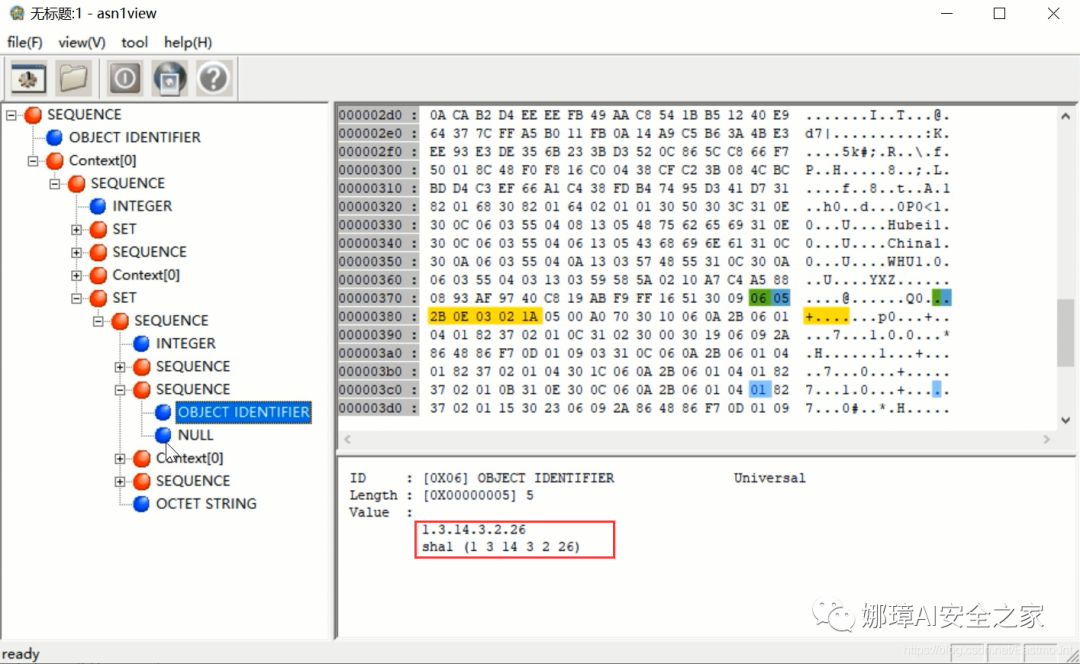 无标题:1 - asn1view
file(F) view(V) tool help(H)
SEQUENCE
OBJECT IDENTIFIER
Context[0]
SEQUENCE
INTEGER
SET
SEQUENCE
Context[0]
SET
SEQUENCE
INTEGER
SEQUENCE
SEQUENCE
OBJECT IDENTIFIER
NULL
Context[0]
SEQUENCE
OCTET STRING
000002d0 : 0A CA B2 D4 EE EE FB 49 AA C8 54 1B B5 12 40 E9 .......I..T...@.
000002e0 : 64 37 7C FF A5 B0 11 FB 0A 14 A9 C5 B6 3A 4B E3 d7|..........:K.
000002f0 : EE 93 E3 DE 35 6B 23 3B D3 52 0C 86 5C C8 66 F7 ....5k#;.R..\.f.
00000300 : 50 01 8C 48 F0 F8 16 C0 04 38 CF C2 3B 08 4C BC P..H.....8..;.L.
00000310 : BD D4 C3 EF 66 A1 C4 38 FD B4 74 95 D3 41 D7 31 ....f..8..t..A.1
00000320 : 82 01 68 30 82 01 64 02 01 01 30 50 30 3C 31 0E ..h0..d...0P0<1.
00000330 : 30 0C 06 03 55 04 08 13 05 48 75 62 65 69 31 0E 0...U....Hubei1.
00000340 : 30 0C 06 03 55 04 06 13 05 43 68 69 6E 61 31 0C 0...U....China1.
00000350 : 30 0A 06 03 55 04 0A 13 03 57 48 55 31 0C 30 0A 0...U....WHU1.0.
00000360 : 06 03 55 04 03 13 03 59 58 5A 02 10 A7 C4 A5 88 ..U....YXZ......
00000370 : 08 93 AF 97 40 C8 19 AB F9 FF 16 51 30 09 06 05 ....@......Q0...
00000380 : 2B 0E 03 02 1A 05 00 A0 70 30 10 06 0A 2B 06 01 +.......p0...+..
00000390 : 04 01 82 37 02 01 0C 31 02 30 00 30 19 06 09 2A ...7...1.0.0...*
000003a0 : 86 48 86 F7 0D 01 09 03 31 0C 06 0A 2B 06 01 04 .H......1...+...
000003b0 : 01 82 37 02 01 04 30 1C 06 0A 2B 06 01 04 01 82 ..7...0...+.....
000003c0 : 37 02 01 0B 31 0E 30 0C 06 0A 2B 06 01 04 01 82 7...1.0...+.....
000003d0 : 37 02 01 15 30 23 06 09 2A 86 48 86 F7 0D 01 09 7...0#..*.H.....
ID : [0X06] OBJECT IDENTIFIER Universal
Length : [0X00000005] 5
Value :
1.3.14.3.2.26
sha1 (1 3 14 3 2 26)
娜璋AI安全之家
ready